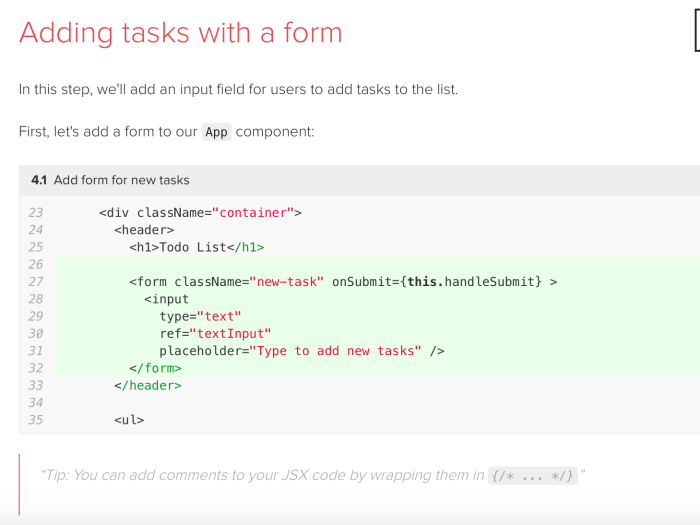 Adding tasks with a form
In this step, we'll add an input field for users to add tasks to the list.
First, let's add a form to our App component:
4.1 Add form for new tasks
23 <div className="container">
24 <header>
25 <h1>Todo List</h1>
26
27 <form className="new-task" onSubmit={this.handleSubmit} >
28 <input
29 type="text"
30 ref="textInput"
31 placeholder="Type to add new tasks" />
32 </form>
33 </header>
34
35 <ul>
“Tip: You can add comments to your JSX code by wrapping them in {/* ... */}”